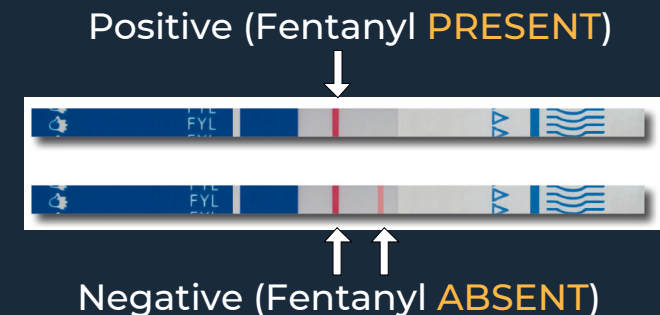 Positive (Fentanyl PRESENT)
FYL
FYL
Negative (Fentanyl ABSENT)